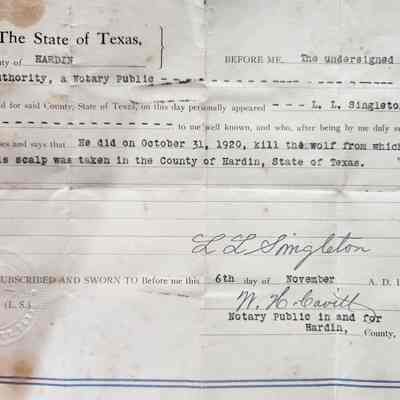 The State of Texas,
ty of HARDIN BEFORE ME, The undersigned
uthority, a Notary Public
d for said County, State of Texas, on this day personally appeared - - - L. L. Singleto
to me well known, and who, after being by me duly s
ses and says that He did on October 31, 1920, kill the wolf from which
is scalp was taken in the County of Hardin, State of Texas.
L L Singleton
UBSCRIBED AND SWORN TO Before me this 6th day of November A. D. 1
(L. S.) W. H. Cavitt
Notary Public in and for
Hardin, County,